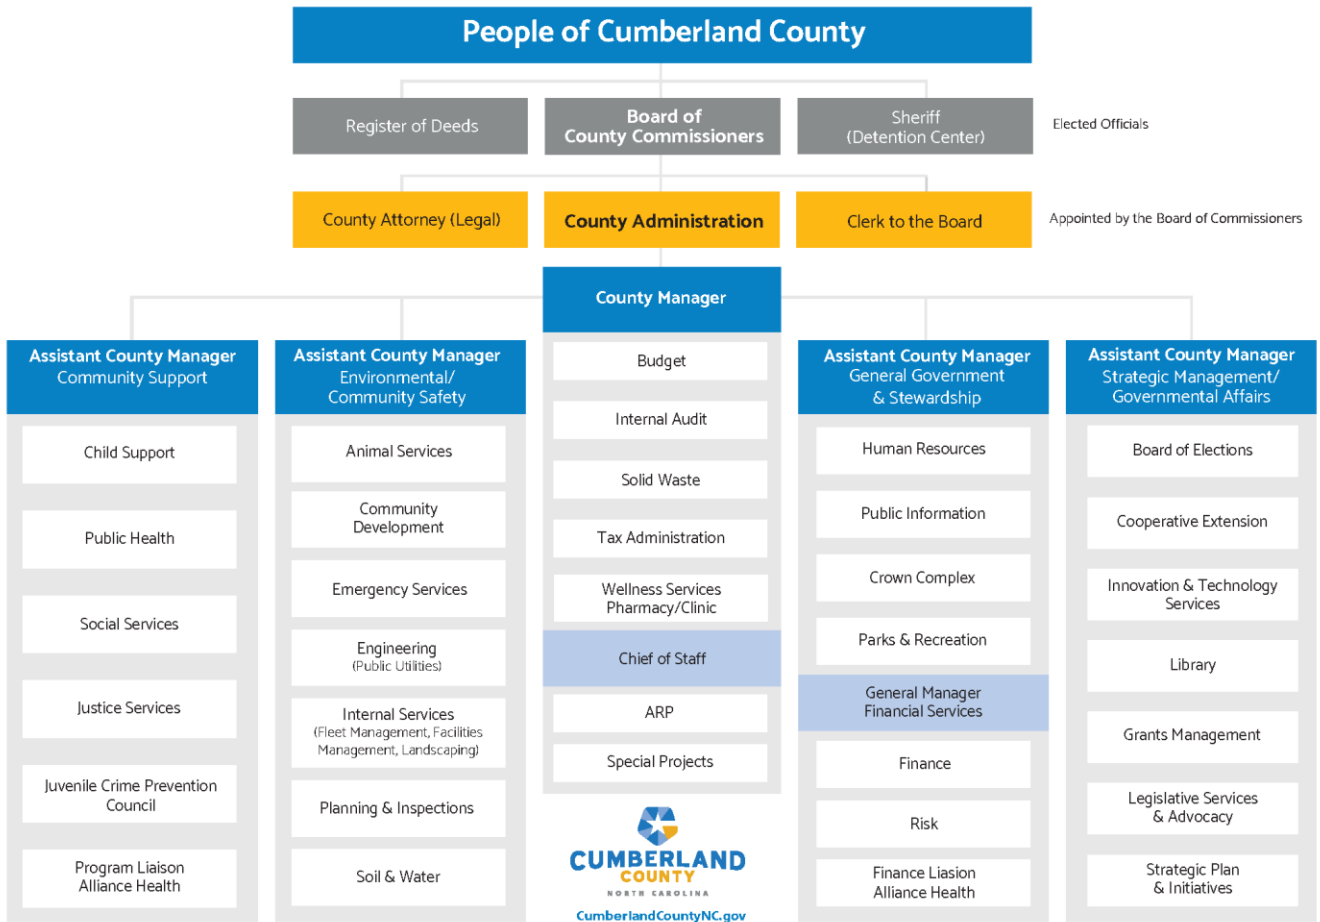 People of Cumberland County
Register of Deeds
Board of
County Commissioners
Sheriff
(Detention Center)
Elected Officials
County Attorney (Legal)
County Administration
Clerk to the Board
Appointed by the Board of Commissioners
County Manager
Budget
Internal Audit
Solid Waste
Tax Administration
Wellness Services
Pharmacy/Clinic
Chief of Staff
ARP
Special Projects
Assistant County Manager
Community Support
Child Support
Public Health
Social Services
Justice Services
Juvenile Crime Prevention
Council
Program Liaison
Alliance Health
Assistant County Manager
Environmental/
Community Safety
Animal Services
Community
Development
Emergency Services
Engineering
(Public Utilities)
Internal Services
(Fleet Management, Facilities
Management, Landscaping)
Planning & Inspections
Soil & Water
Assistant County Manager
General Government
& Stewardship
Human Resources
Public Information
Crown Complex
Parks & Recreation
General Manager
Financial Services
Finance
Risk
Finance Liasion
Alliance Health
Assistant County Manager
Strategic Management/
Governmental Affairs
Board of Elections
Cooperative Extension
Innovation & Technology
Services
Library
Grants Management
Legislative Services
& Advocacy
Strategic Plan
& Initiatives
CUMBERLAND
COUNTY
NORTH CAROLINA
CumberlandCountyNC.gov